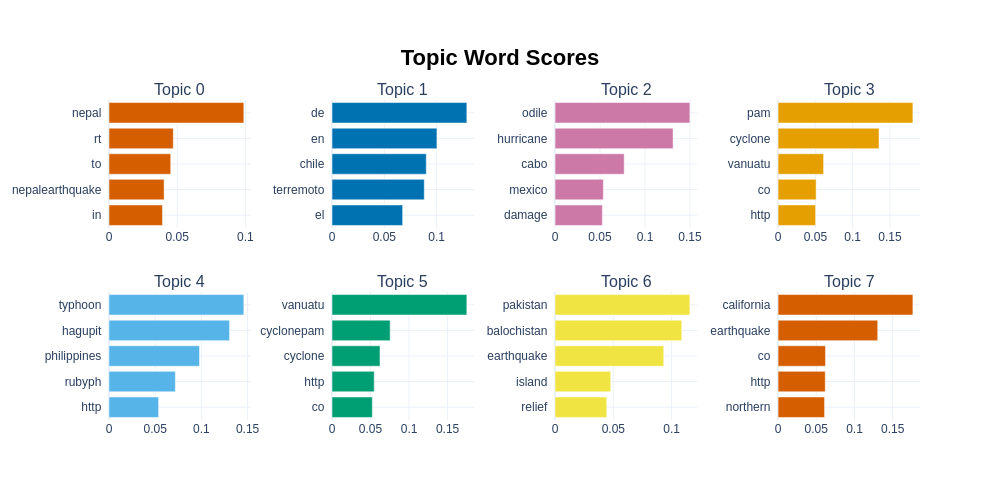 Topic Word Scores
Topic 0
nepal
rt
to
nepalearthquake
in
0 0.05 0.1
Topic 1
de
en
chile
terremoto
el
0 0.05 0.1
Topic 2
odile
hurricane
cabo
mexico
damage
0 0.05 0.1 0.15
Topic 3
pam
cyclone
vanuatu
co
http
0 0.05 0.1 0.15
Topic 4
typhoon
hagupit
philippines
rubyph
http
0 0.05 0.1 0.15
Topic 5
vanuatu
cyclonepam
cyclone
http
co
0 0.05 0.1 0.15
Topic 6
pakistan
balochistan
earthquake
island
relief
0 0.05 0.1
Topic 7
california
earthquake
co
http
northern
0 0.05 0.1 0.15